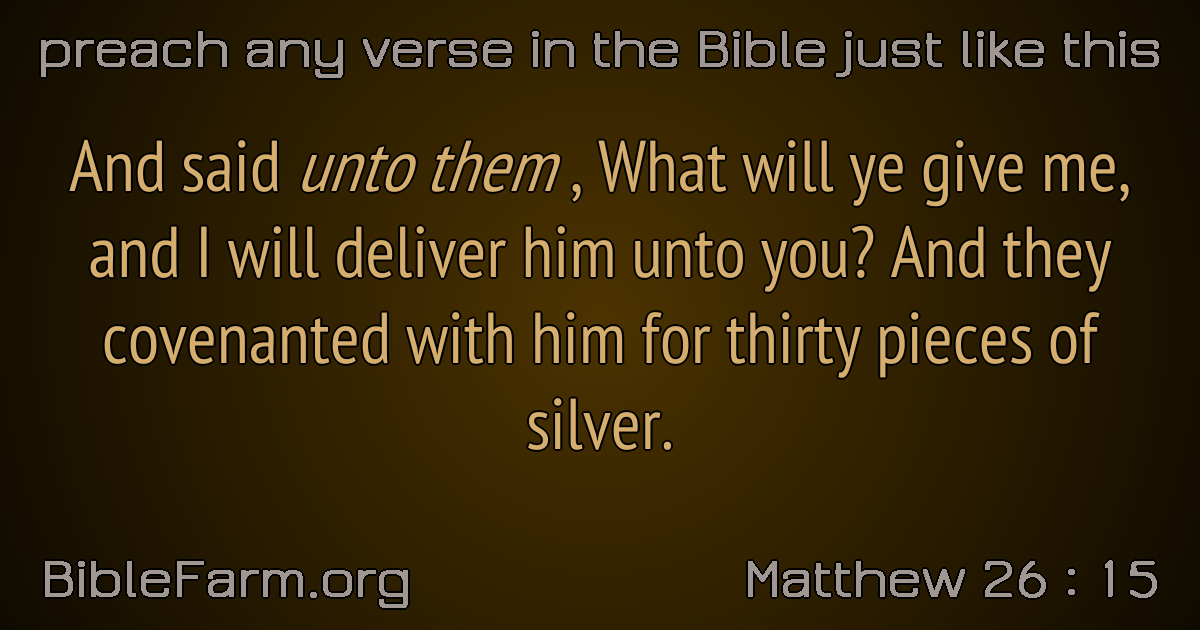 preach any verse in the Bible just like this
And said unto them , What will ye give me,
and I will deliver him unto you? And they
covenanted with him for thirty pieces of
silver.
BibleFarm.org
Matthew 26 : 15